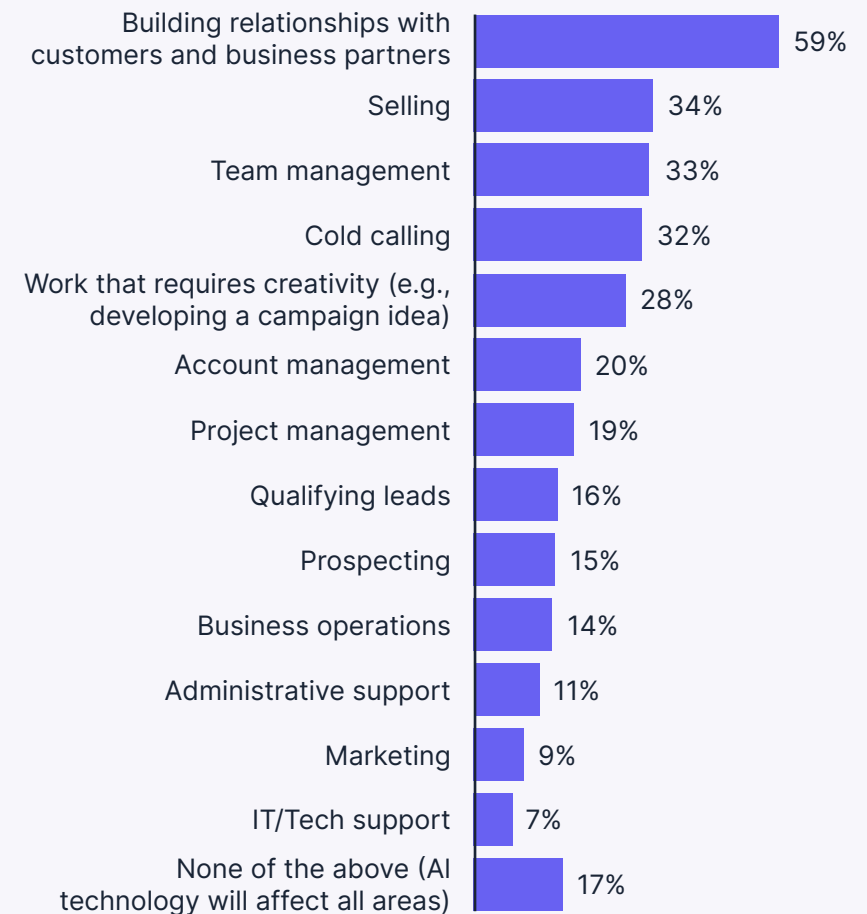 Building relationships with
customers and business partners
59%
Selling
34%
Team management
33%
Cold calling
32%
Work that requires creativity (e.g.,
developing a campaign idea)
28%
Account management
20%
Project management
19%
Qualifying leads
16%
Prospecting
15%
Business operations
14%
Administrative support
11%
Marketing
9%
IT/Tech support
7%
None of the above (AI
technology will affect all areas)
17%